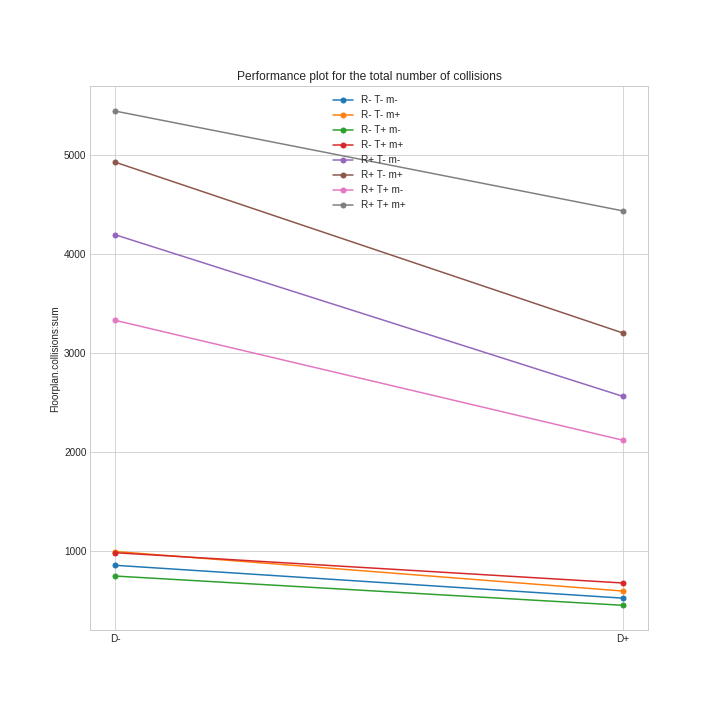 Performance plot for the total number of collisions
R- T- m-
R- T- m+
R- T+ m-
R- T+ m+
R+ T- m-
R+ T- m+
R+ T+ m-
R+ T+ m+
5000
4000
3000
2000
1000
Floorplan.collisions:sum
D-
D+